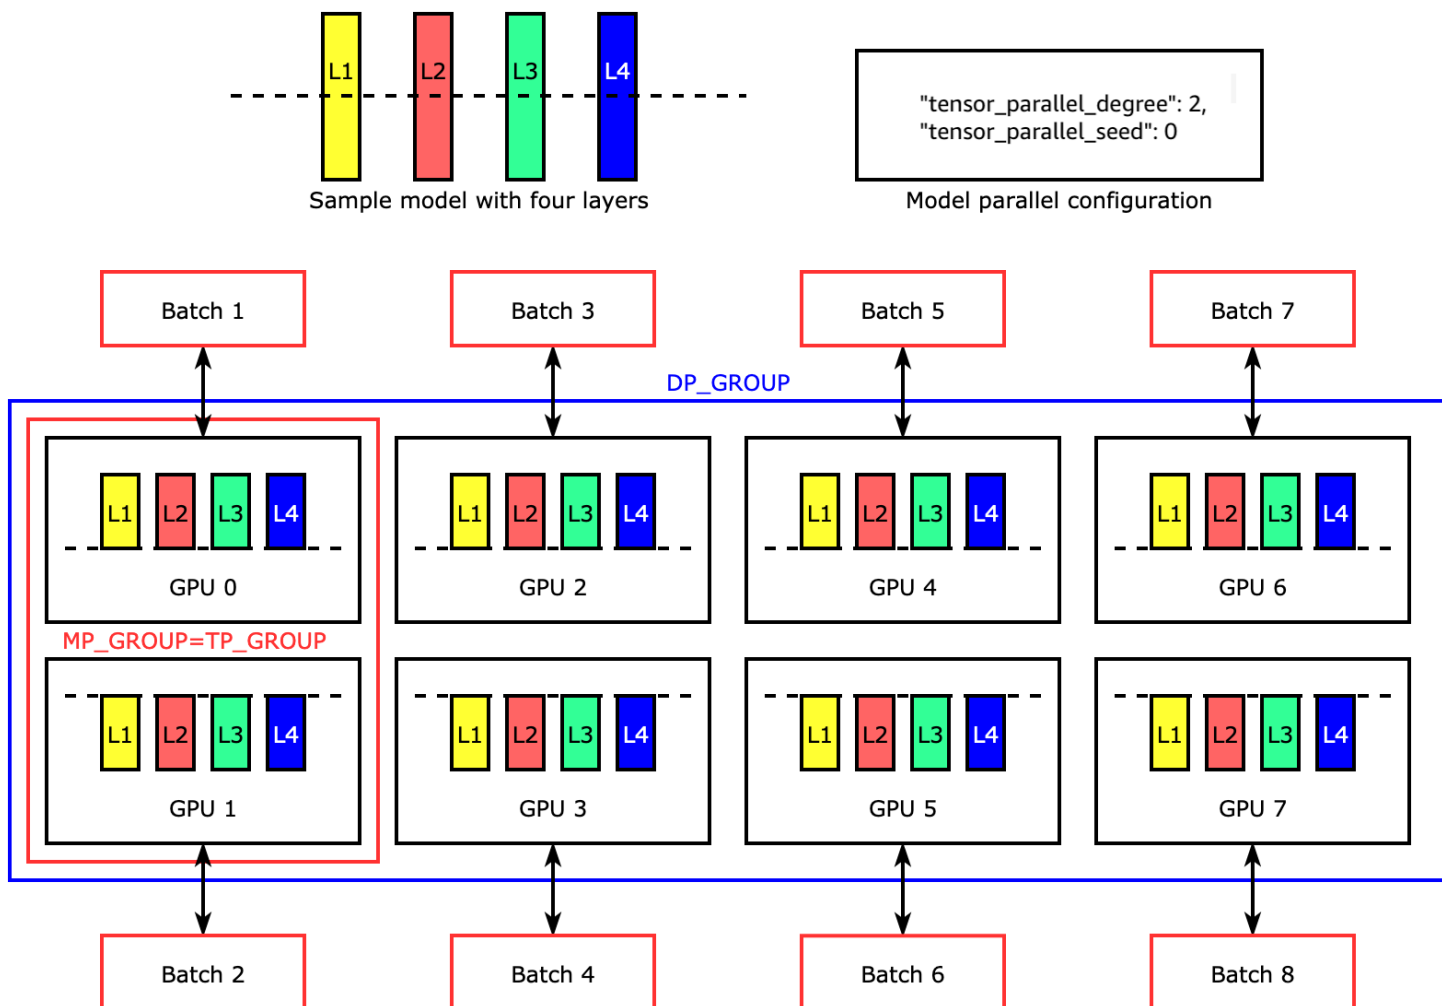 L1 L2 L3 L4
Sample model with four layers
"tensor_parallel_degree": 2,
"tensor_parallel_seed": 0
Model parallel configuration
Batch 1 Batch 3 Batch 5 Batch 7
DP_GROUP
L1 L2 L3 L4 L1 L2 L3 L4 L1 L2 L3 L4 L1 L2 L3 L4
GPU 0 GPU 2 GPU 4 GPU 6
MP_GROUP=TP_GROUP
L1 L2 L3 L4 L1 L2 L3 L4 L1 L2 L3 L4 L1 L2 L3 L4
GPU 1 GPU 3 GPU 5 GPU 7
Batch 2 Batch 4 Batch 6 Batch 8